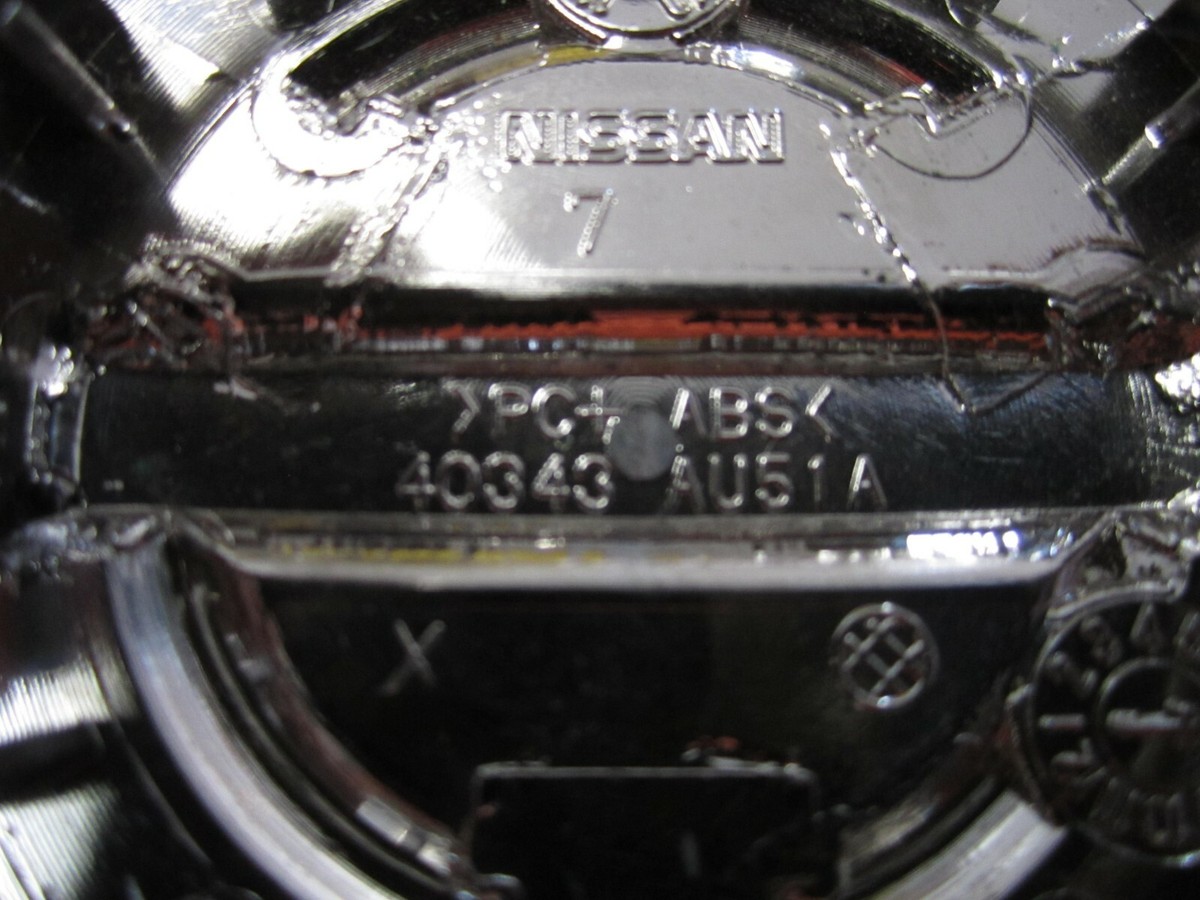 NISSAN
7
>PC+ ABS<
40343 AU51A
X